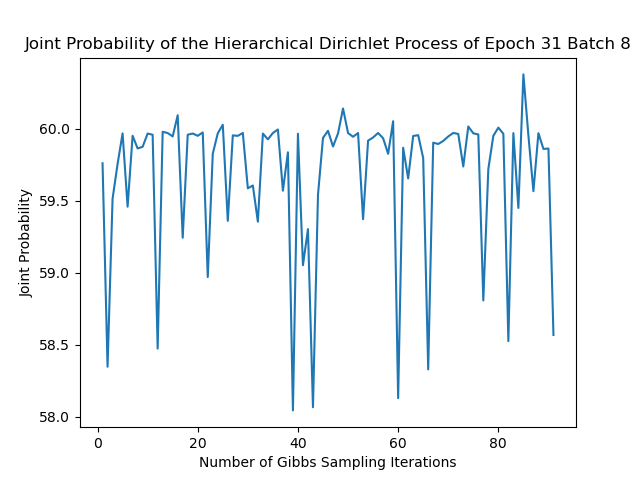 Joint Probability of the Hierarchical Dirichlet Process of Epoch 31 Batch 8
60.0
59.5
59.0
58.5
58.0
Joint Probability
0 20 40 60 80
Number of Gibbs Sampling Iterations